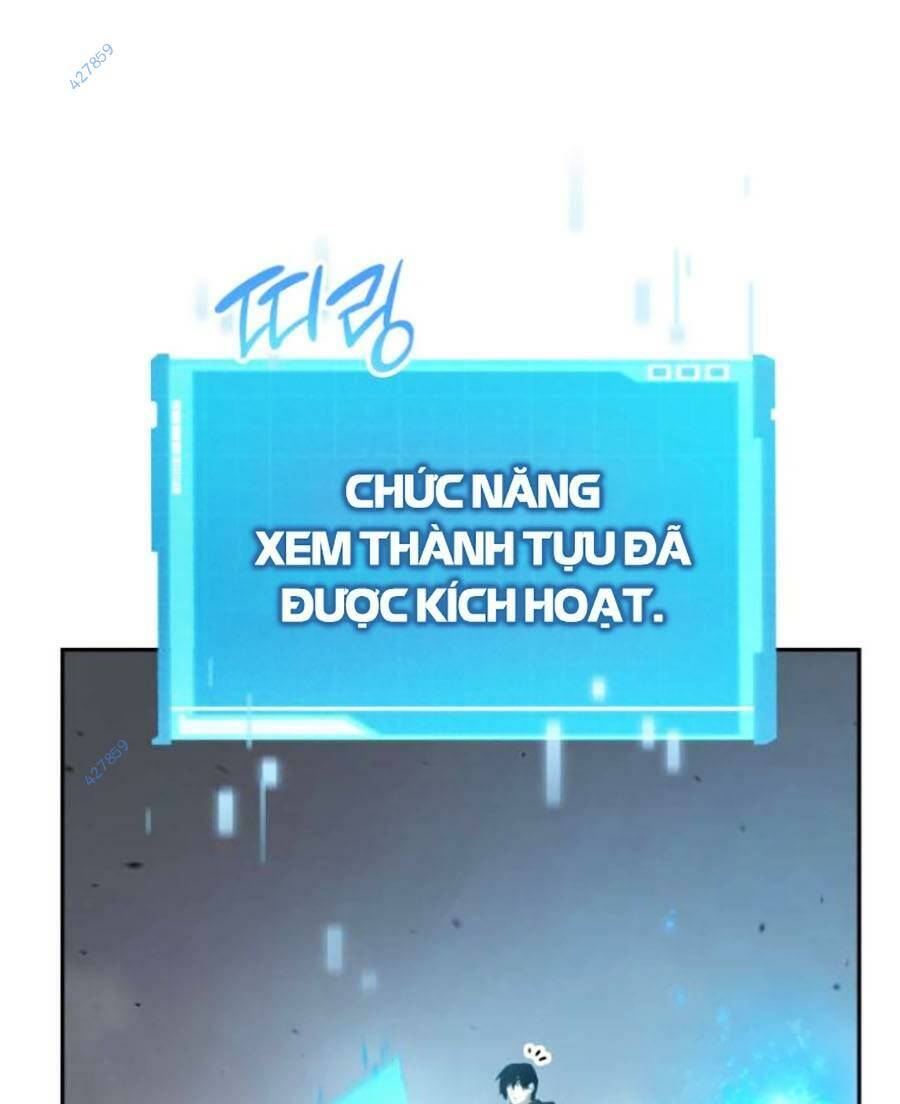 427859
띠링
CHỨC NĂNG
XEM THÀNH TỰU ĐÃ
ĐƯỢC KÍCH HOẠT.
427859